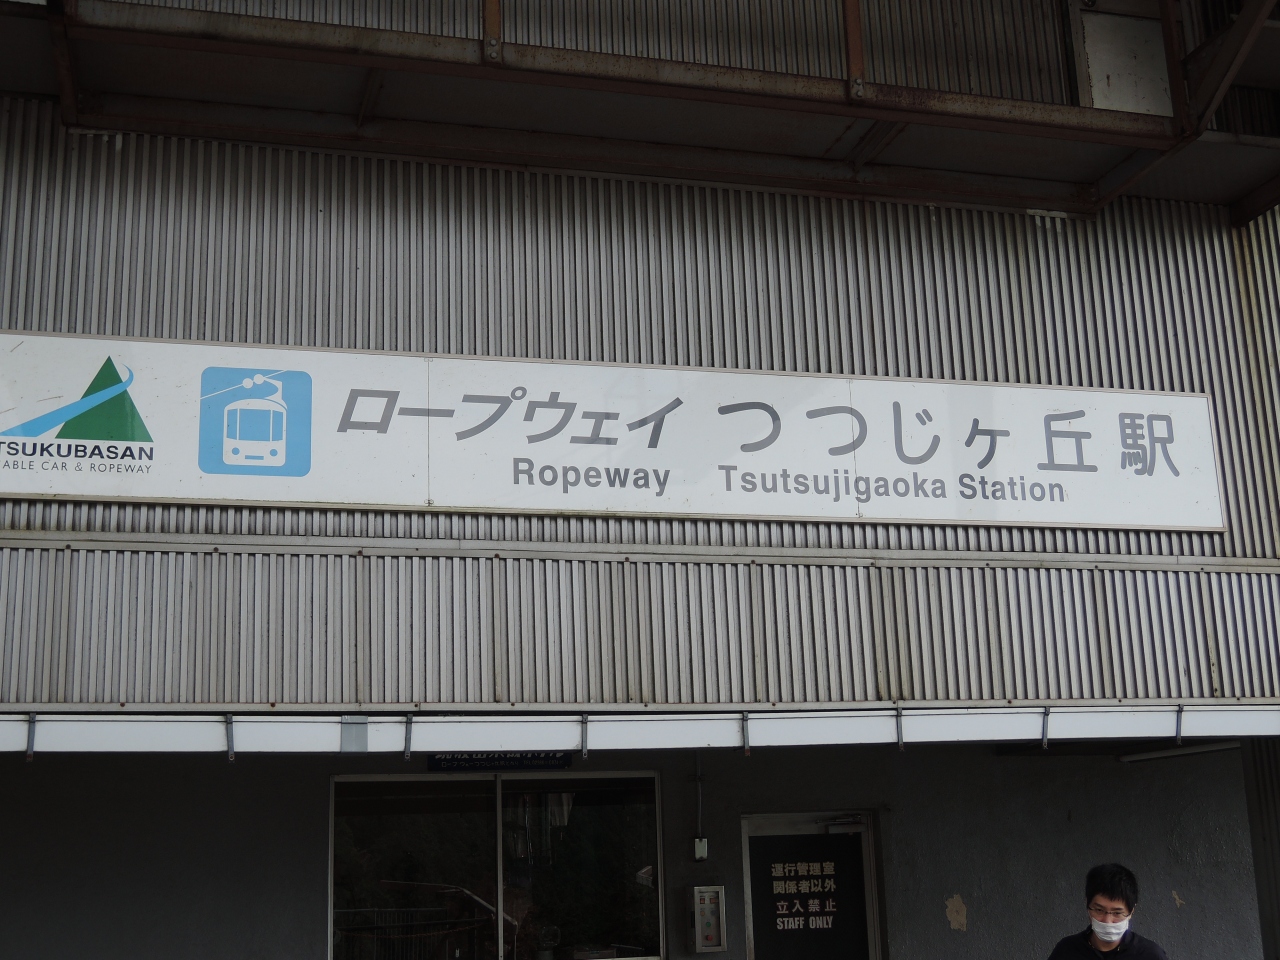 TSUKUBASAN
ABLE CAR & ROPEWAY
ロープウェイ つつじヶ丘駅
Ropeway Tsutsujigaoka Station
運行管理室
関係者以外
立入禁止
STAFF ONLY